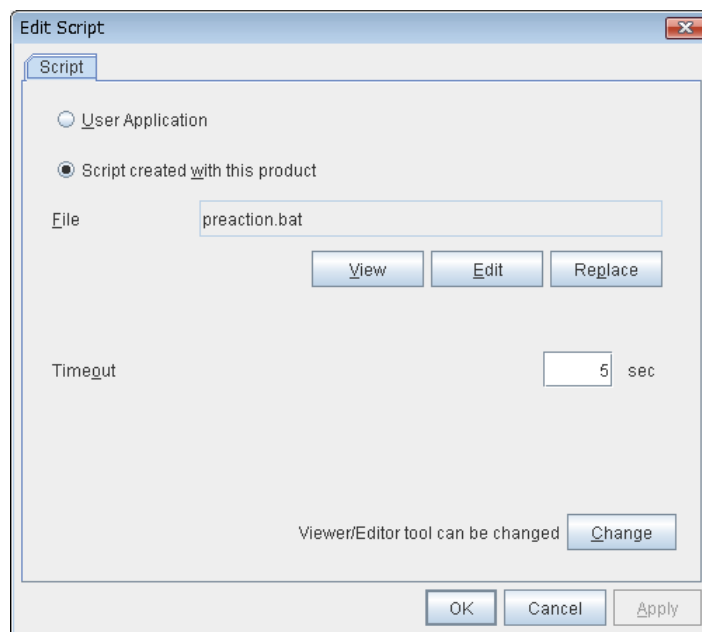 Edit Script
Script
User Application
Script created with this product
File preaction.bat
View Edit Replace
Timeout 5 sec
Viewer/Editor tool can be changed Change
OK Cancel Apply